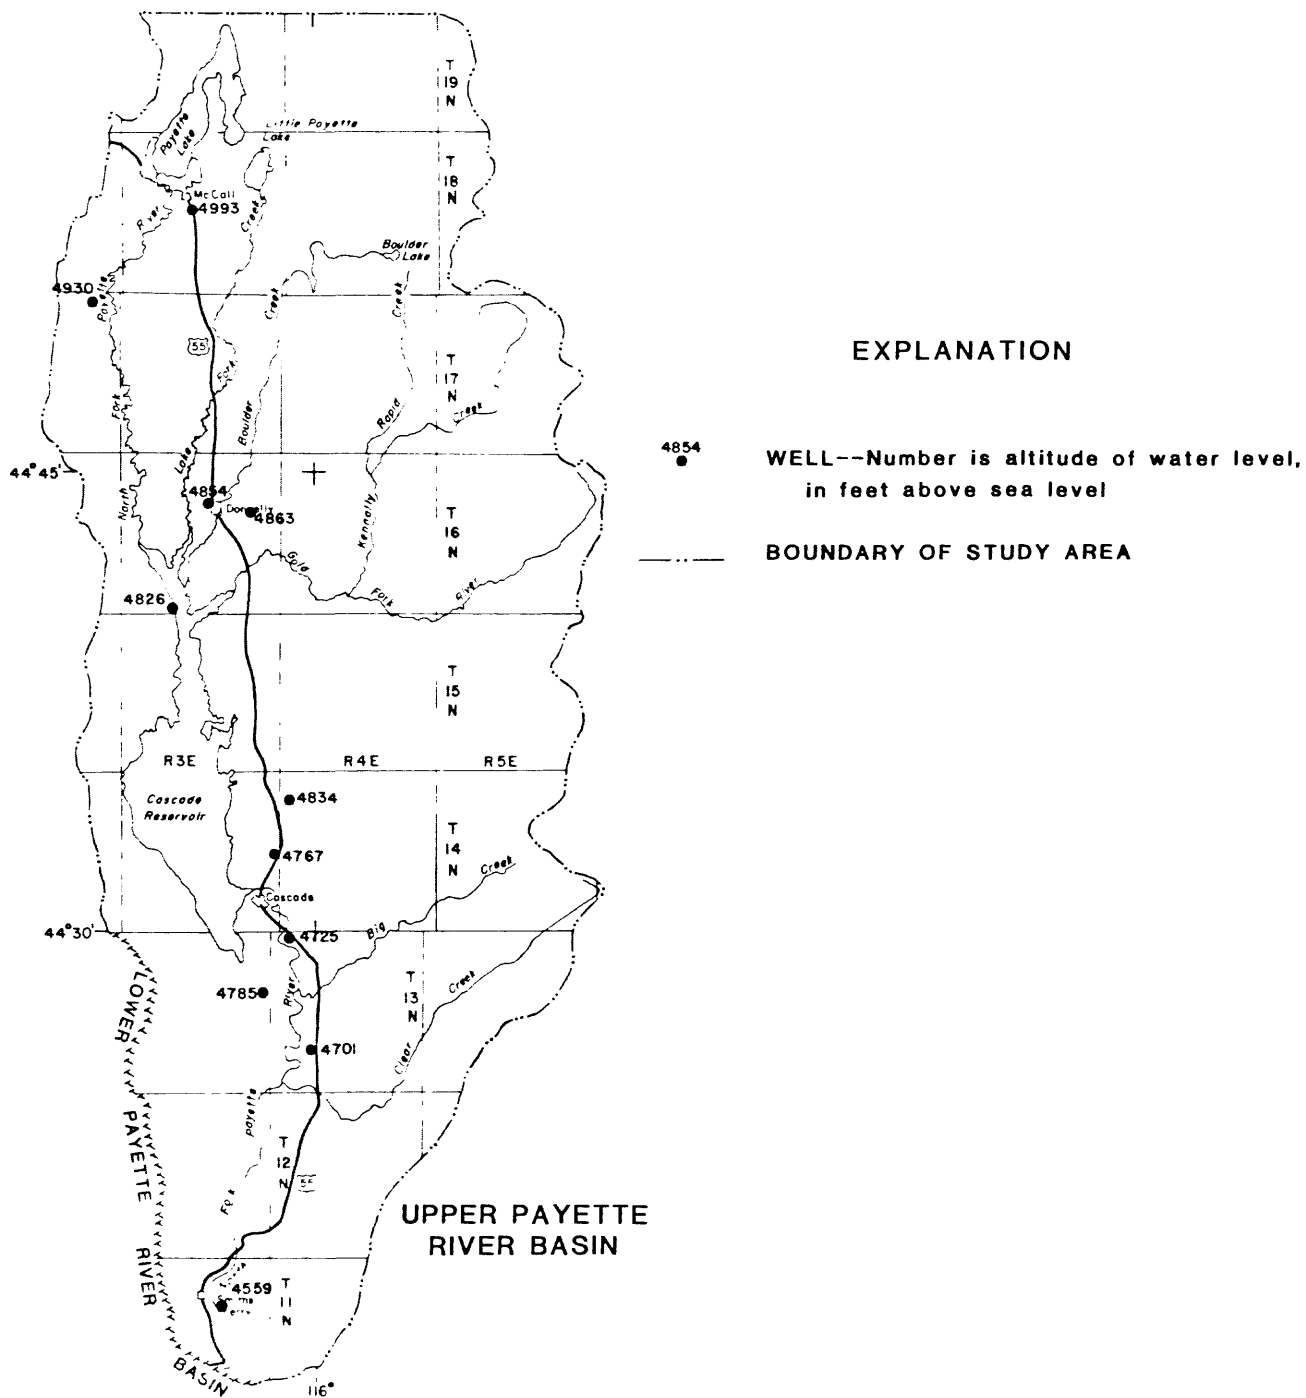 T
19
N
Little Payette
Lake
Payette
Lake
T
18
N
McCall
4993
River
Creek
Boulder
Lake
4930
Payette
Creek
Creek
55
Fork
T
17
N
Fork
Boulder
Rapid
Creek
44°45'
Lake
4854
Donnelly
4863
North
Kennally
T
16
N
Gold
Fork
River
4826
T
15
N
R3E
R4E
R5E
Cascade
Reservoir
4834
T
14
N
4767
Creek
Cascade
44°30'
4725
Big
4785
River
T
13
N
Creek
4701
Clear
Payette
T
12
N
55
Fork
UPPER PAYETTE
RIVER BASIN
4559
T
11
N
LOWER
PAYETTE
RIVER
BASIN
116°
EXPLANATION
4854
WELL--Number is altitude of water level,
in feet above sea level
BOUNDARY OF STUDY AREA